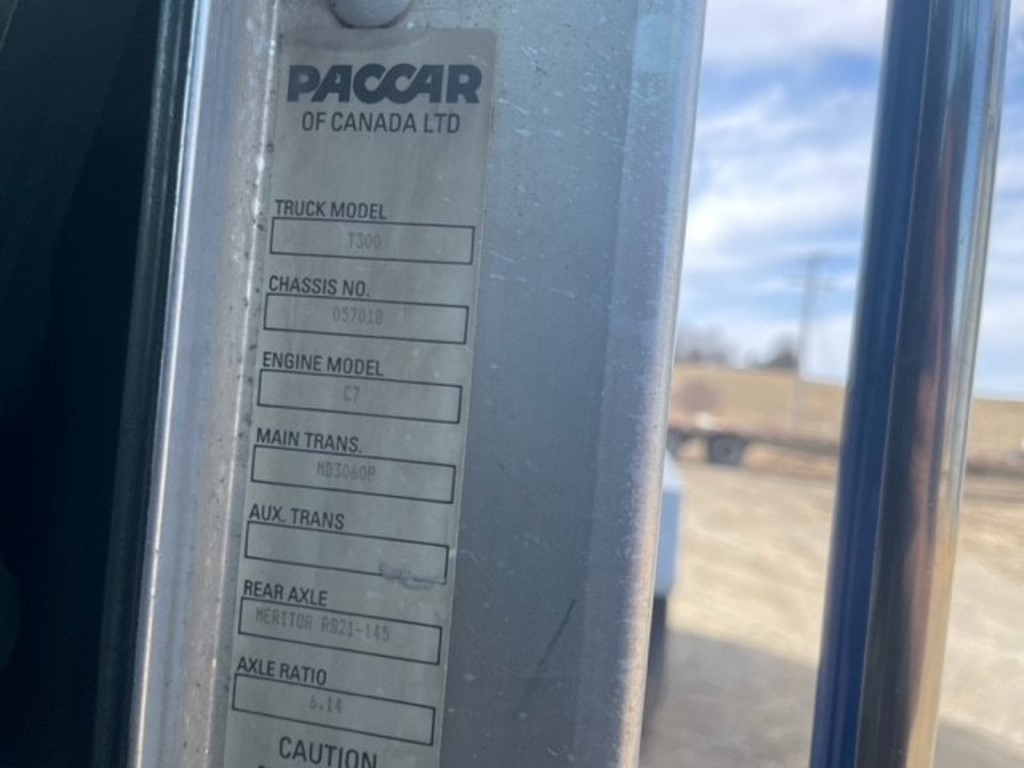 PACCAR
OF CANADA LTD
TRUCK MODEL
T300
CHASSIS NO.
057018
ENGINE MODEL
C7
MAIN TRANS.
MD3060P
AUX. TRANS
REAR AXLE
MERITOR RS21-145
AXLE RATIO
6.14
CAUTION